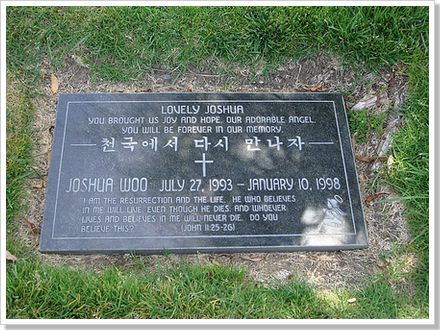 LOVELY JOSHUA
YOU BROUGHT US JOY AND HOPE, OUR ADORABLE ANGEL.
YOU WILL BE FOREVER IN OUR MEMORY.
천국에서 다시 만나자
JOSHUA WOO JULY 27, 1993 – JANUARY 10, 1998
"I AM THE RESURRECTION AND THE LIFE. HE WHO BELIEVES
IN ME WILL LIVE, EVEN THOUGH HE DIES; AND WHOEVER
LIVES AND BELIEVES IN ME WILL NEVER DIE. DO YOU
BELIEVE THIS? (JOHN 11:25-26)